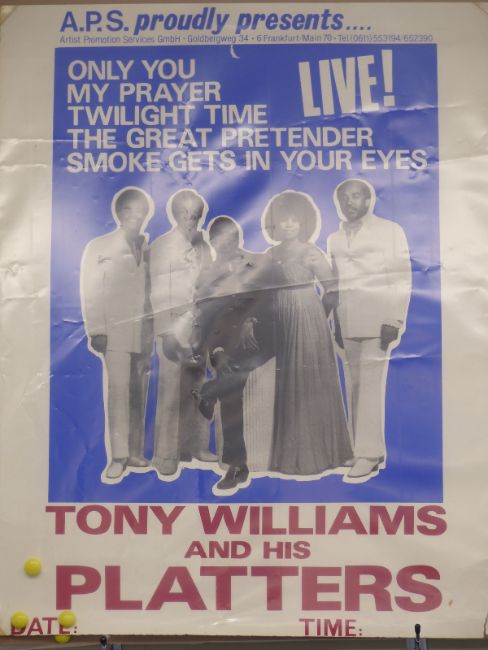 A.P.S. proudly presents....
Artist Promotion Services GmbH • Goldbergweg 34 • 6 Frankfurt/Main 70 • Tel (0611) 553194/652390
ONLY YOU
MY PRAYER
TWILIGHT TIME
THE GREAT PRETENDER
SMOKE GETS IN YOUR EYES
LIVE!
TONY WILLIAMS
AND HIS
PLATTERS
DATE: TIME: